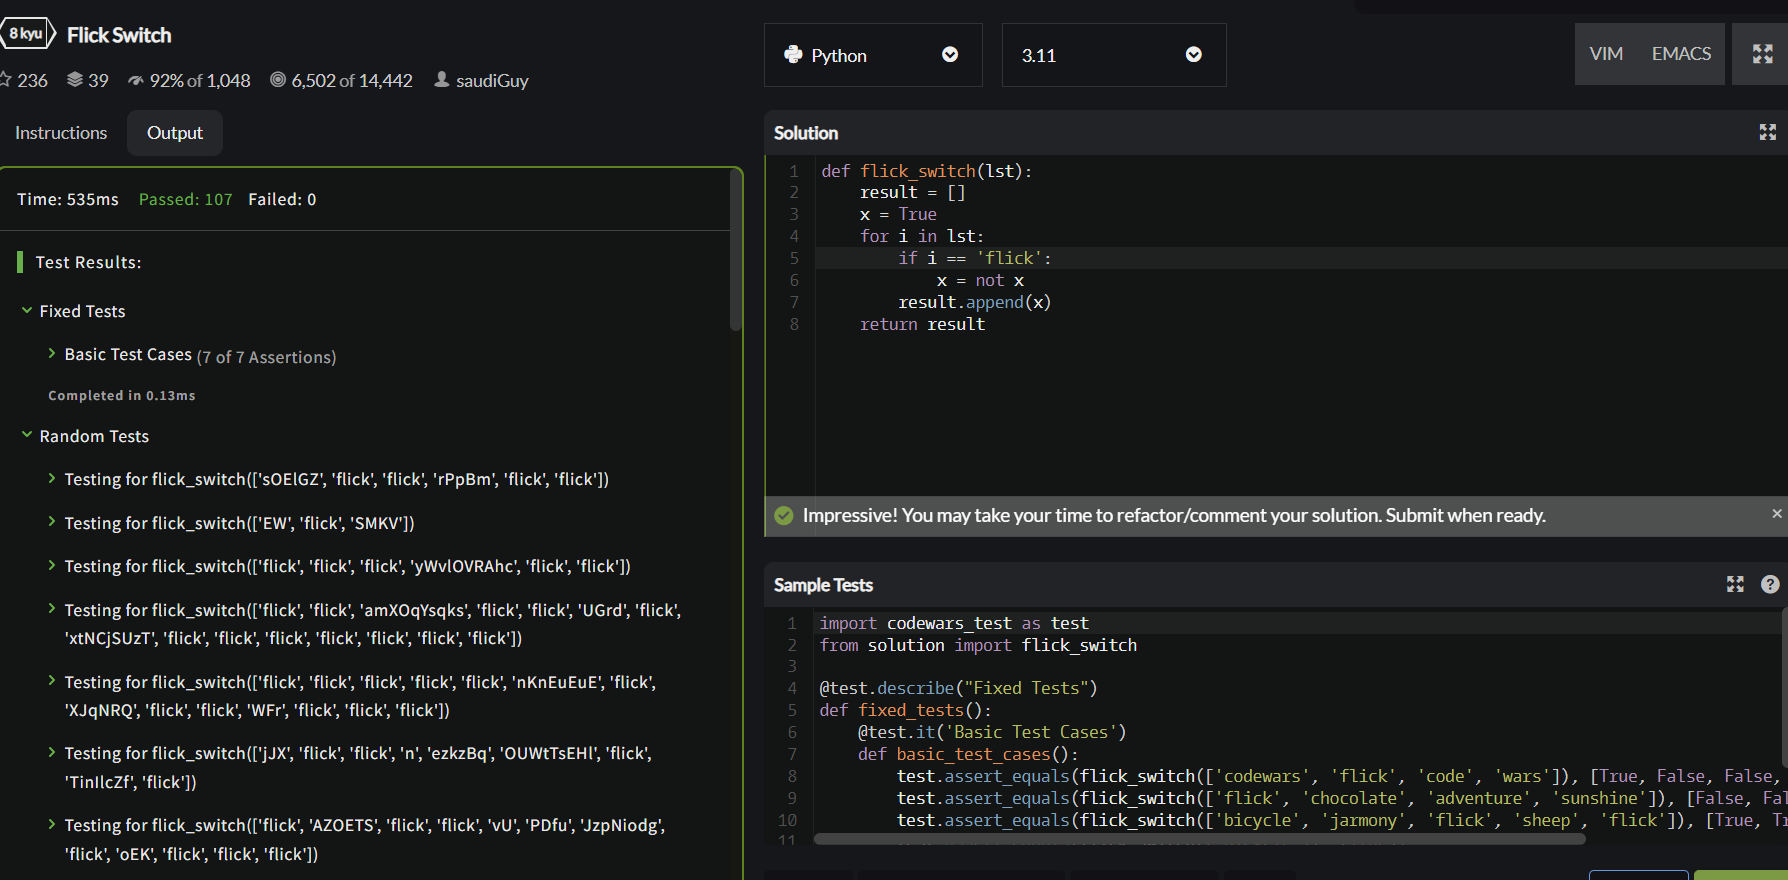 8 kyu
Flick Switch
236 39 92% of 1,048 6,502 of 14,442 saudiGuy
Instructions Output
Time: 535ms Passed: 107 Failed: 0
Test Results:
Fixed Tests
Basic Test Cases (7 of 7 Assertions)
Completed in 0.13ms
Random Tests
Testing for flick_switch(['sOElGZ', 'flick', 'flick', 'rPpBm', 'flick', 'flick'])
Testing for flick_switch(['EW', 'flick', 'SMKV'])
Testing for flick_switch(['flick', 'flick', 'flick', 'yWvlOVRAhc', 'flick', 'flick'])
Testing for flick_switch(['flick', 'flick', 'amXOqYsqks', 'flick', 'flick', 'UGrd', 'flick',
'xtNCjSUzT', 'flick', 'flick', 'flick', 'flick', 'flick', 'flick', 'flick'])
Testing for flick_switch(['flick', 'flick', 'flick', 'flick', 'flick', 'nKnEuEuE', 'flick',
'XJqNRQ', 'flick', 'flick', 'WFr', 'flick', 'flick', 'flick'])
Testing for flick_switch(['jJX', 'flick', 'flick', 'n', 'ezkzBq', 'OUWtTsEHl', 'flick',
'TinIlcZf', 'flick'])
Testing for flick_switch(['flick', 'AZOETS', 'flick', 'flick', 'vU', 'PDfu', 'JzpNiodg',
'flick', 'oEK', 'flick', 'flick', 'flick'])
Python 3.11 VIM EMACS
Solution
1 def flick_switch(lst):
2 result = []
3 x = True
4 for i in lst:
5 if i == 'flick':
6 x = not x
7 result.append(x)
8 return result
Impressive! You may take your time to refactor/comment your solution. Submit when ready.
Sample Tests
1 import codewars_test as test
2 from solution import flick_switch
3
4 @test.describe("Fixed Tests")
5 def fixed_tests():
6 @test.it('Basic Test Cases')
7 def basic_test_cases():
8 test.assert_equals(flick_switch(['codewars', 'flick', 'code', 'wars']), [True, False, False,
9 test.assert_equals(flick_switch(['flick', 'chocolate', 'adventure', 'sunshine']), [False, Fal
10 test.assert_equals(flick_switch(['bicycle', 'jarmony', 'flick', 'sheep', 'flick']), [True, Tr
11